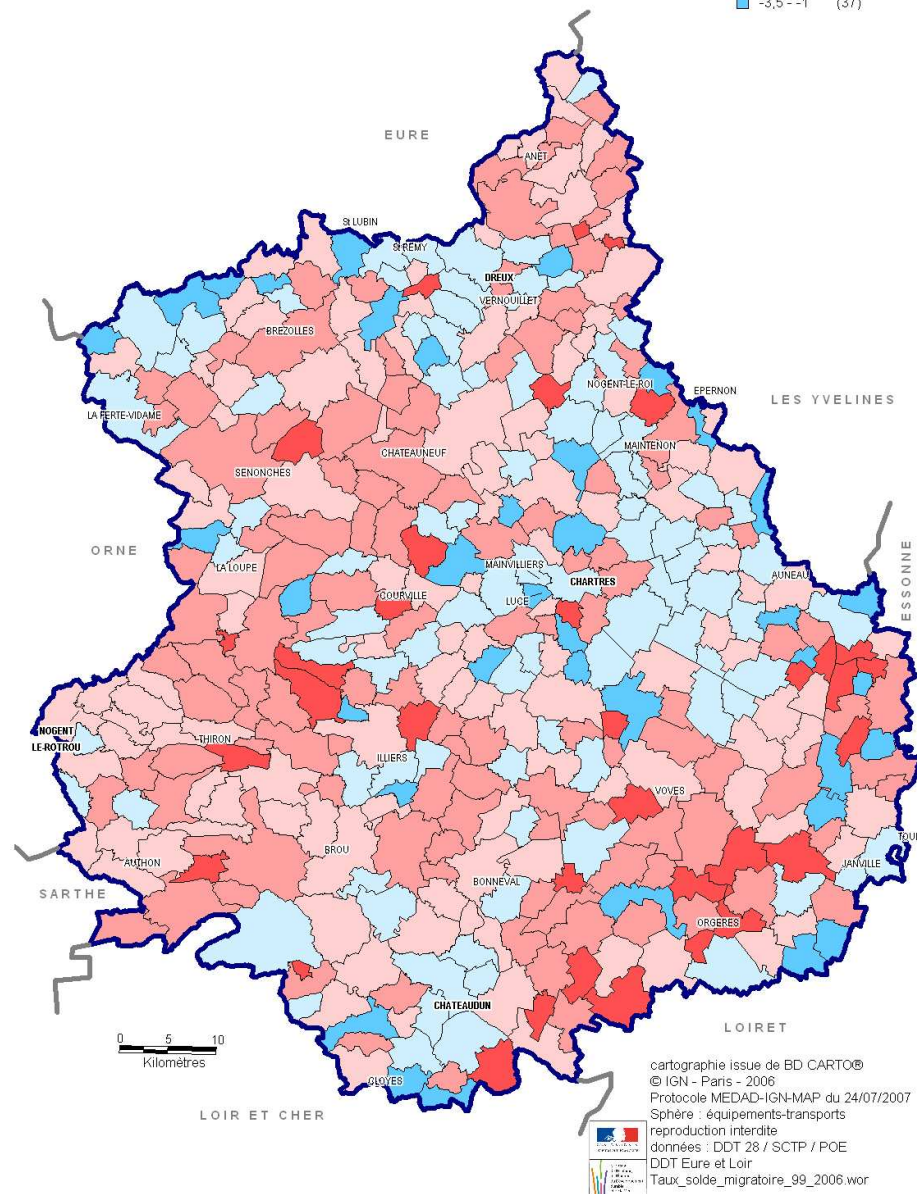 -3,5 - -1 (37)
EURE
ANET
St LUBIN
St REMY
DREUX
VERNOUILLET
BREZOLLES
NOGENT-LE-ROI
EPERNON
LES YVELINES
LA FERTE-VIDAME
MAINTENON
CHATEAUNEUF
SENONCHES
ORNE
ESSONNE
LA LOUPE
MAINVILLIERS
CHARTRES
AUNEAU
COURVILLE
LUCE
NOGENT
LE-ROTROU
THIRON
ILLIERS
VOVES
TOU
BROU
AUTHON
JANVILLE
BONNEVAL
SARTHE
ORGERES
CHATEAUDUN
LOIRET
0 5 10
Kilomètres
CLOYES
LOIR ET CHER
cartographie issue de BD CARTO®
© IGN - Paris - 2006
Protocole MEDAD-IGN-MAP du 24/07/2007
Sphère : équipements-transports
reproduction interdite
données : DDT 28 / SCTP / POE
DDT Eure et Loir
Taux_solde_migratoire_99_2006.wor